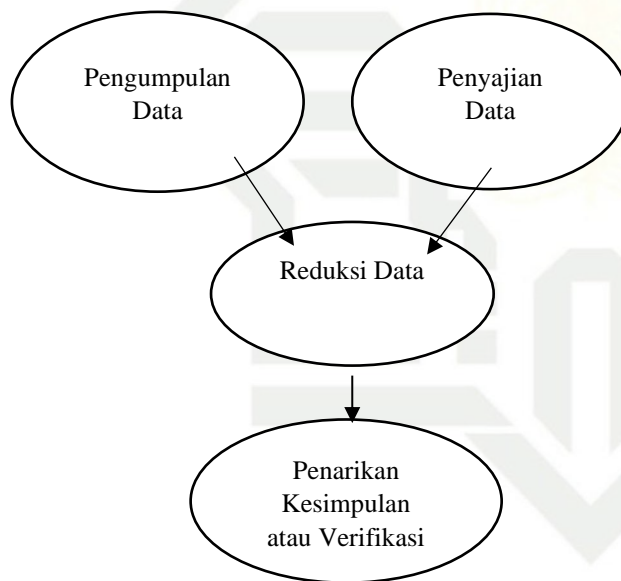 Pengumpulan
Data
Penyajian
Data
Reduksi Data
Penarikan
Kesimpulan
atau Verifikasi